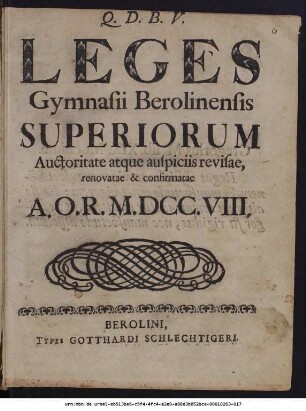 Q. D. B. V.
6
LEGES
Gymnasii Berolinensis
SUPERIORUM
Auctoritate atque auspiciis revisae,
renovatae & confirmatae
A. O. R. M. DCC. VIII.
BEROLINI,
TYPIS GOTTHARDI SCHLECHTIGERI.